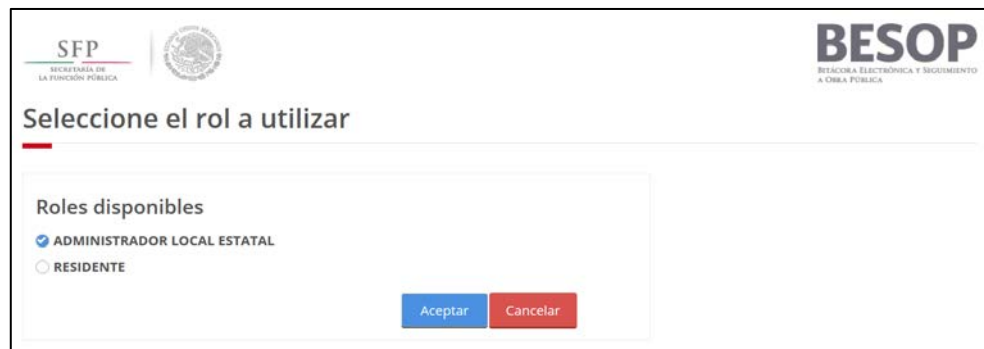 SFP
SECRETARÍA DE
LA FUNCIÓN PÚBLICA
BESOP
BITÁCORA ELECTRÓNICA Y SEGUIMIENTO
A OBRA PÚBLICA
Seleccione el rol a utilizar
Roles disponibles
ADMINISTRADOR LOCAL ESTATAL
RESIDENTE
Aceptar Cancelar